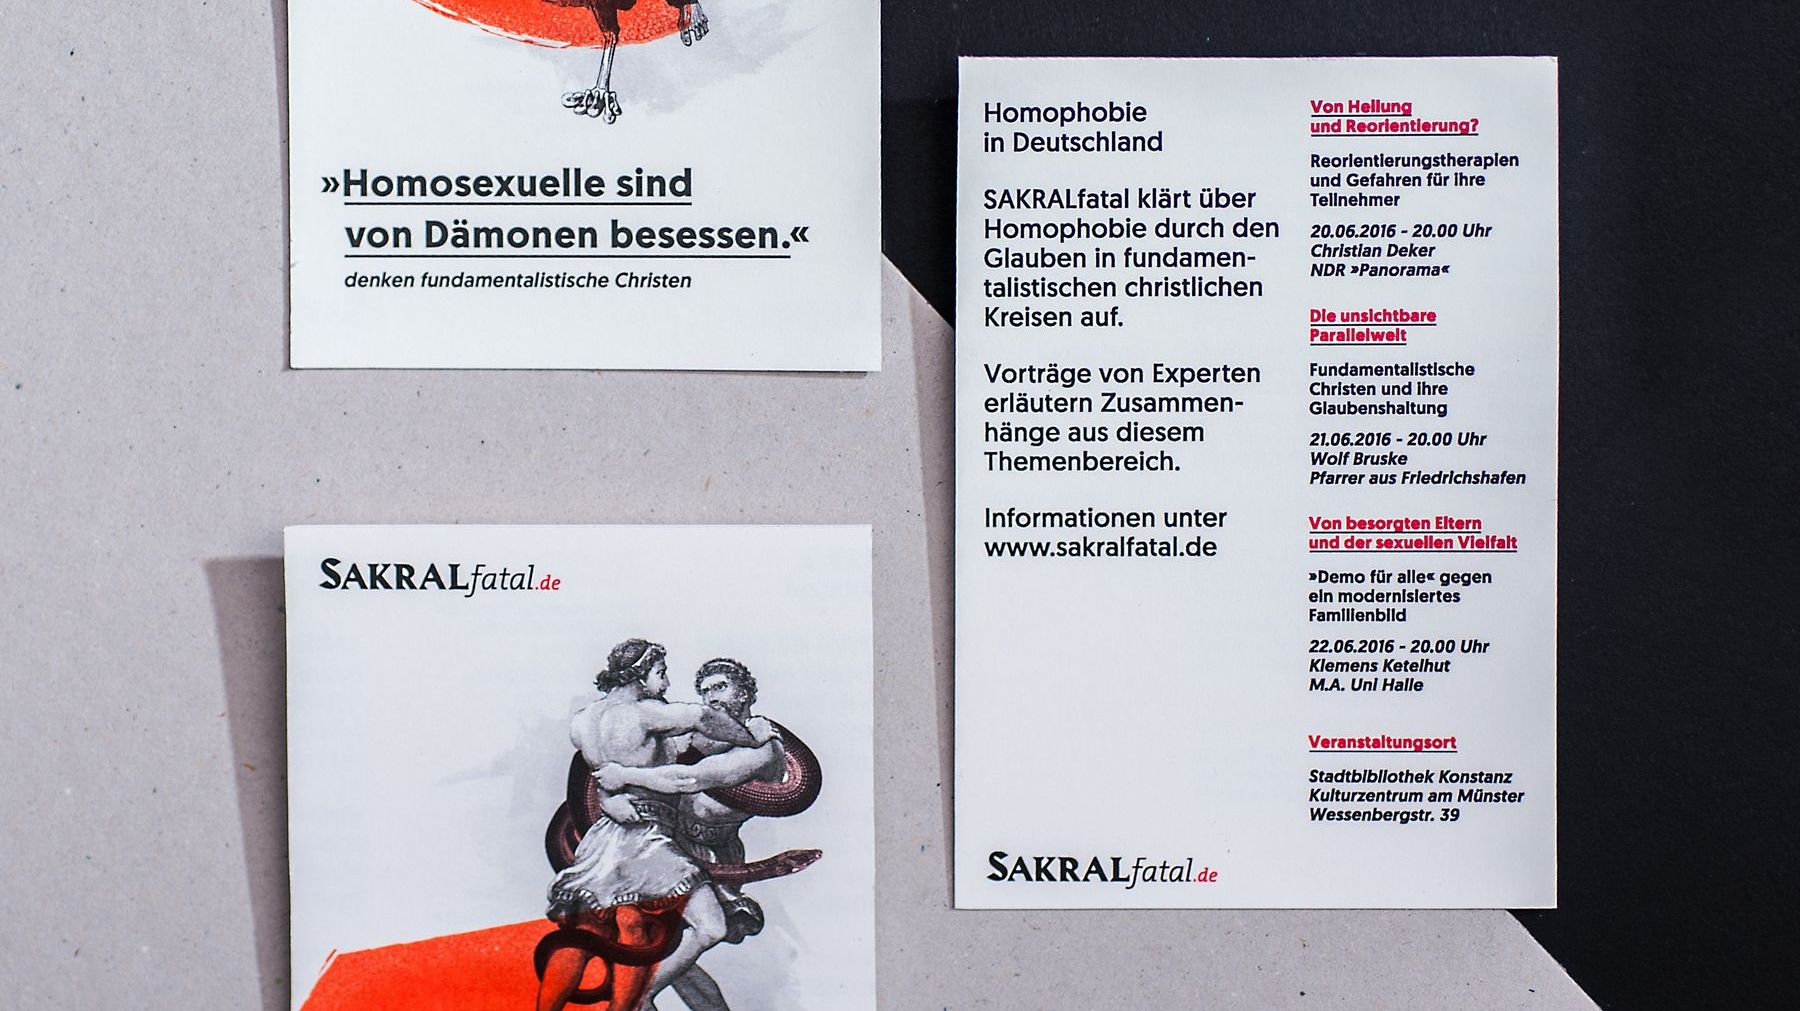 »Homosexuelle sind
von Dämonen besessen.«
denken fundamentalistische Christen
SAKRALfatal.de
Homophobie
in Deutschland
SAKRALfatal klärt über
Homophobie durch den
Glauben in fundamen-
talistischen christlichen
Kreisen auf.
Vorträge von Experten
erläutern Zusammen-
hänge aus diesem
Themenbereich.
Informationen unter
www.sakralfatal.de
SAKRALfatal.de
Von Heilung
und Reorientierung?
Reorientierungstherapien
und Gefahren für ihre
Teilnehmer
20.06.2016 - 20.00 Uhr
Christian Deker
NDR »Panorama«
Die unsichtbare
Parallelwelt
Fundamentalistische
Christen und ihre
Glaubenshaltung
21.06.2016 - 20.00 Uhr
Wolf Bruske
Pfarrer aus Friedrichshafen
Von besorgten Eltern
und der sexuellen Vielfalt
»Demo für alle« gegen
ein modernisiertes
Familienbild
22.06.2016 - 20.00 Uhr
Klemens Ketelhut
M.A. Uni Halle
Veranstaltungsort
Stadtbibliothek Konstanz
Kulturzentrum am Münster
Wessenbergstr. 39